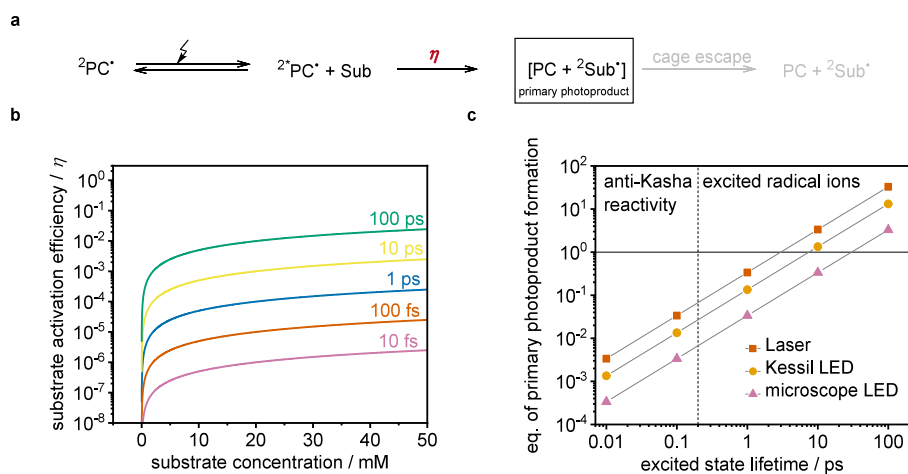 a
²PC• ²*PC• + Sub η [PC + ²Sub•] cage escape PC + ²Sub•
primary photoproduct
b
substrate activation efficiency / η
10⁰
10⁻¹
10⁻²
10⁻³
10⁻⁴
10⁻⁵
10⁻⁶
10⁻⁷
10⁻⁸
100 ps
10 ps
1 ps
100 fs
10 fs
0 10 20 30 40 50
substrate concentration / mM
c
eq. of primary photoproduct formation
10²
10¹
10⁰
10⁻¹
10⁻²
10⁻³
10⁻⁴
anti-Kasha
reactivity
excited radical ions
Laser
Kessil LED
microscope LED
0.01 0.1 1 10 100
excited state lifetime / ps